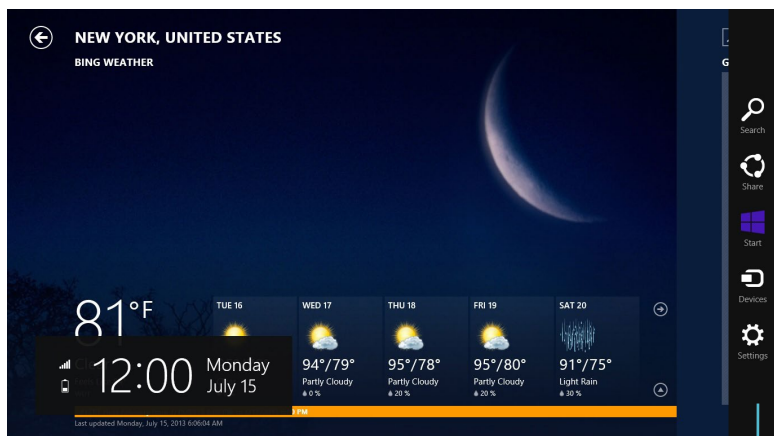 NEW YORK, UNITED STATES
BING WEATHER
G
Search
Share
Start
Devices
Settings
81°F
TUE 16
WED 17
94°/79°
Partly Cloudy
0 %
THU 18
95°/78°
Partly Cloudy
20 %
FRI 19
95°/80°
Partly Cloudy
20 %
SAT 20
91°/75°
Light Rain
30 %
12:00
Monday
July 15
PM
Last updated Monday, July 15, 2013 6:06:04 AM